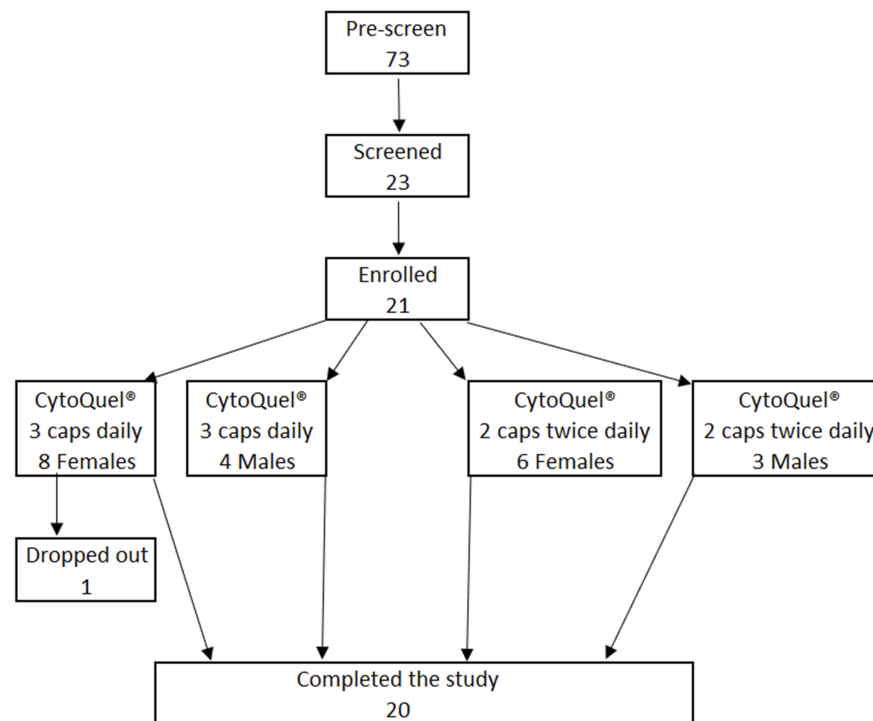 Pre-screen
73
Screened
23
Enrolled
21
CytoQuel®
3 caps daily
8 Females
CytoQuel®
3 caps daily
4 Males
CytoQuel®
2 caps twice daily
6 Females
CytoQuel®
2 caps twice daily
3 Males
Dropped out
1
Completed the study
20